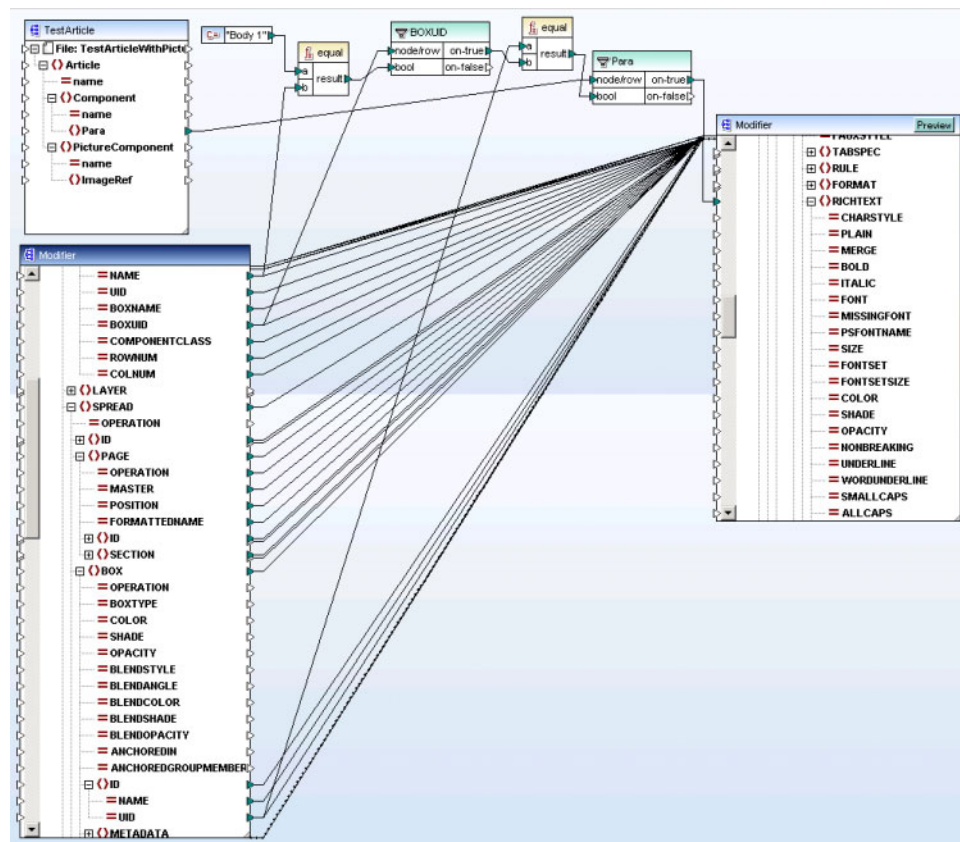 TestArticle
File: TestArticleWithPict
Article
name
Component
name
Para
PictureComponent
name
ImageRef
"Body 1"
equal
a
b
result
BOXUID
node/row on-true
bool on-false
equal
a
b
result
Para
node/row on-true
bool on-false
Modifier
NAME
UID
BOXNAME
BOXUID
COMPONENTCLASS
ROWNUM
COLNUM
LAYER
SPREAD
OPERATION
ID
PAGE
OPERATION
MASTER
POSITION
FORMATTEDNAME
ID
SECTION
BOX
OPERATION
BOXTYPE
COLOR
SHADE
OPACITY
BLENDSTYLE
BLENDANGLE
BLENDCOLOR
BLENDSHADE
BLENDOPACITY
ANCHOREDIN
ANCHOREDGROUPMEMBER
ID
NAME
UID
METADATA
Modifier Preview
TABSPEC
RULE
FORMAT
RICHTEXT
CHARSTYLE
PLAIN
MERGE
BOLD
ITALIC
FONT
MISSINGFONT
PSFONTNAME
SIZE
FONTSET
FONTSETSIZE
COLOR
SHADE
OPACITY
NONBREAKING
UNDERLINE
WORDUNDERLINE
SMALLCAPS
ALLCAPS